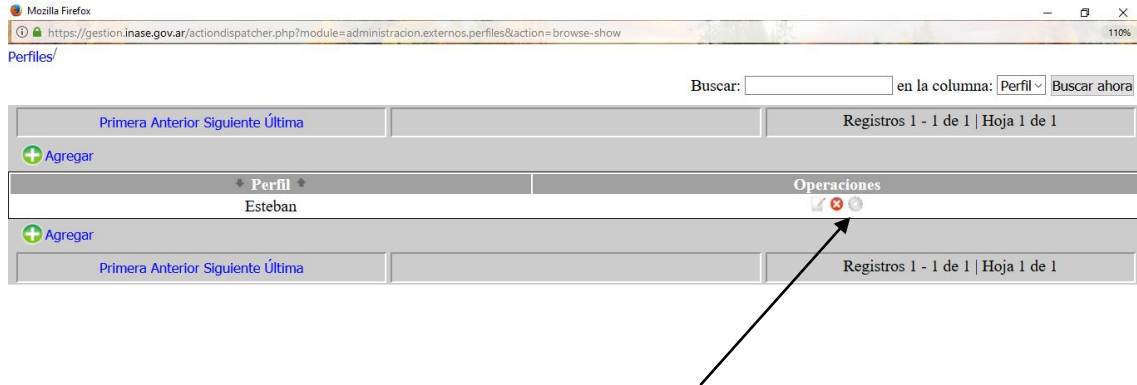 Mozilla Firefox
https://gestion.inase.gov.ar/actiondispatcher.php?module=administracion.externos.perfiles&action=browse-show
110%
Perfiles/
Buscar: en la columna: Perfil Buscar ahora
Primera Anterior Siguiente Última Registros 1 - 1 de 1 | Hoja 1 de 1
Agregar
Perfil Operaciones
Esteban
Agregar
Primera Anterior Siguiente Última Registros 1 - 1 de 1 | Hoja 1 de 1